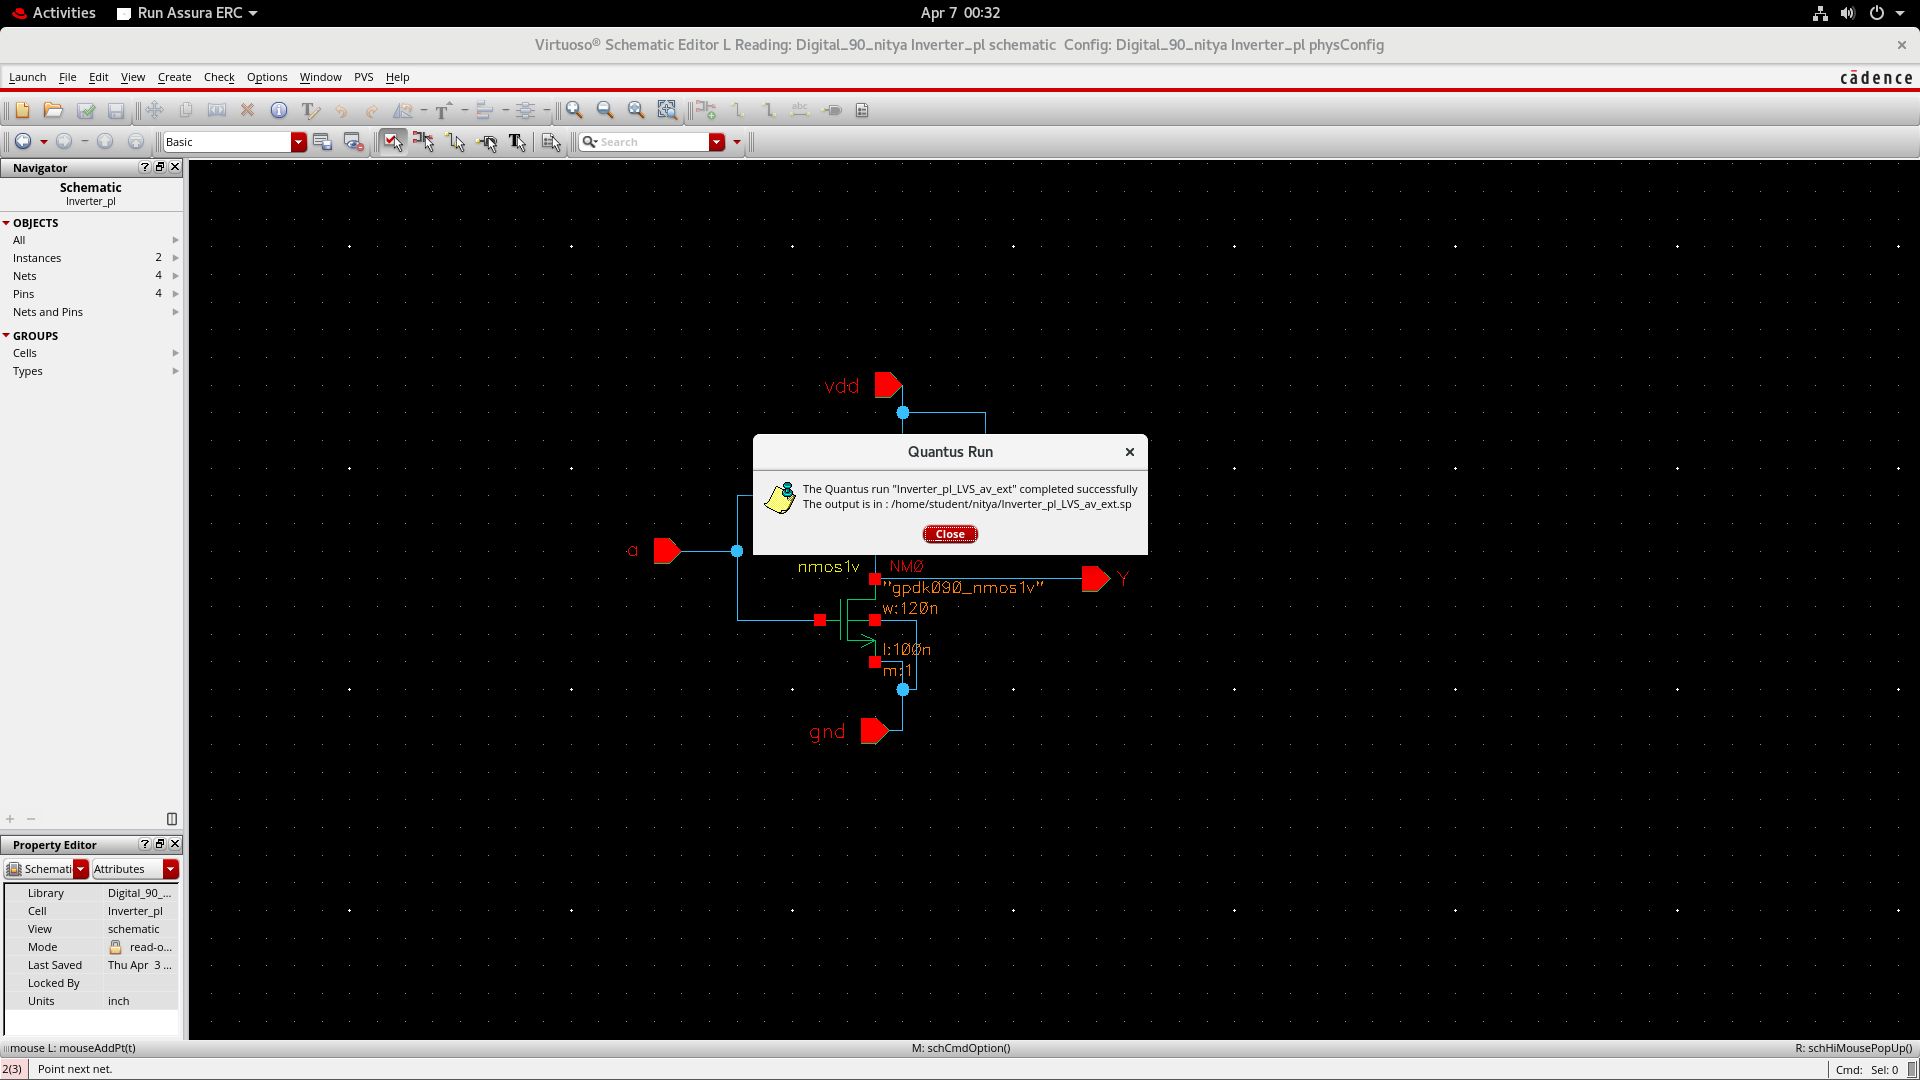 Activities
Run Assura ERC
Apr 7 00:32
Virtuoso® Schematic Editor L Reading: Digital_90_nitya Inverter_pl schematic Config: Digital_90_nitya Inverter_pl physConfig
Launch File Edit View Create Check Options Window PVS Help
cādence
Basic
Search
Navigator
Schematic
Inverter_pl
OBJECTS
All
Instances 2
Nets 4
Pins 4
Nets and Pins
GROUPS
Cells
Types
vdd
Quantus Run
The Quantus run "Inverter_pl_LVS_av_ext" completed successfully
The output is in : /home/student/nitya/Inverter_pl_LVS_av_ext.sp
Close
a
nmos1v NM0
Y
"gpdk090_nmos1v"
w:120n
l:100n
m:1
gnd
Property Editor
Schemati Attributes
Library Digital_90_...
Cell Inverter_pl
View schematic
Mode read-o...
Last Saved Thu Apr 3 ...
Locked By
Units inch
mouse L: mouseAddPt(t)
M: schCmdOption()
R: schHiMousePopUp()
2(3) Point next net.
Cmd: Sel: 0